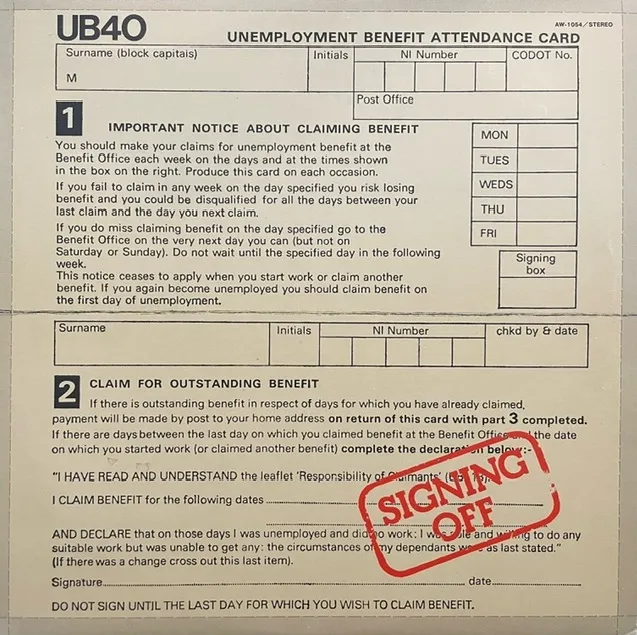 UB40
AW-1054/STEREO
UNEMPLOYMENT BENEFIT ATTENDANCE CARD
Surname (block capitals) Initials NI Number CODOT No.
M
Post Office
1 IMPORTANT NOTICE ABOUT CLAIMING BENEFIT
You should make your claims for unemployment benefit at the
Benefit Office each week on the days and at the times shown
in the box on the right. Produce this card on each occasion.
If you fail to claim in any week on the day specified you risk losing
benefit and you could be disqualified for all the days between your
last claim and the day you next claim.
If you do miss claiming benefit on the day specified go to the
Benefit Office on the very next day you can (but not on
Saturday or Sunday). Do not wait until the specified day in the following
week.
This notice ceases to apply when you start work or claim another
benefit. If you again become unemployed you should claim benefit on
the first day of unemployment.
MON
TUES
WEDS
THU
FRI
Signing
box
Surname Initials NI Number chkd by & date
2 CLAIM FOR OUTSTANDING BENEFIT
If there is outstanding benefit in respect of days for which you have already claimed,
payment will be made by post to your home address on return of this card with part 3 completed.
If there are days between the last day on which you claimed benefit at the Benefit Office and the date
on which you started work (or claimed another benefit) complete the declaration below:-
"I HAVE READ AND UNDERSTAND the leaflet 'Responsibility of Claimants'
I CLAIM BENEFIT for the following dates
SIGNING
OFF
AND DECLARE that on those days I was unemployed and did no work: I was able and willing to do any
suitable work but was unable to get any: the circumstances of my dependants were as last stated."
(If there was a change cross out this last item).
Signature date
DO NOT SIGN UNTIL THE LAST DAY FOR WHICH YOU WISH TO CLAIM BENEFIT.